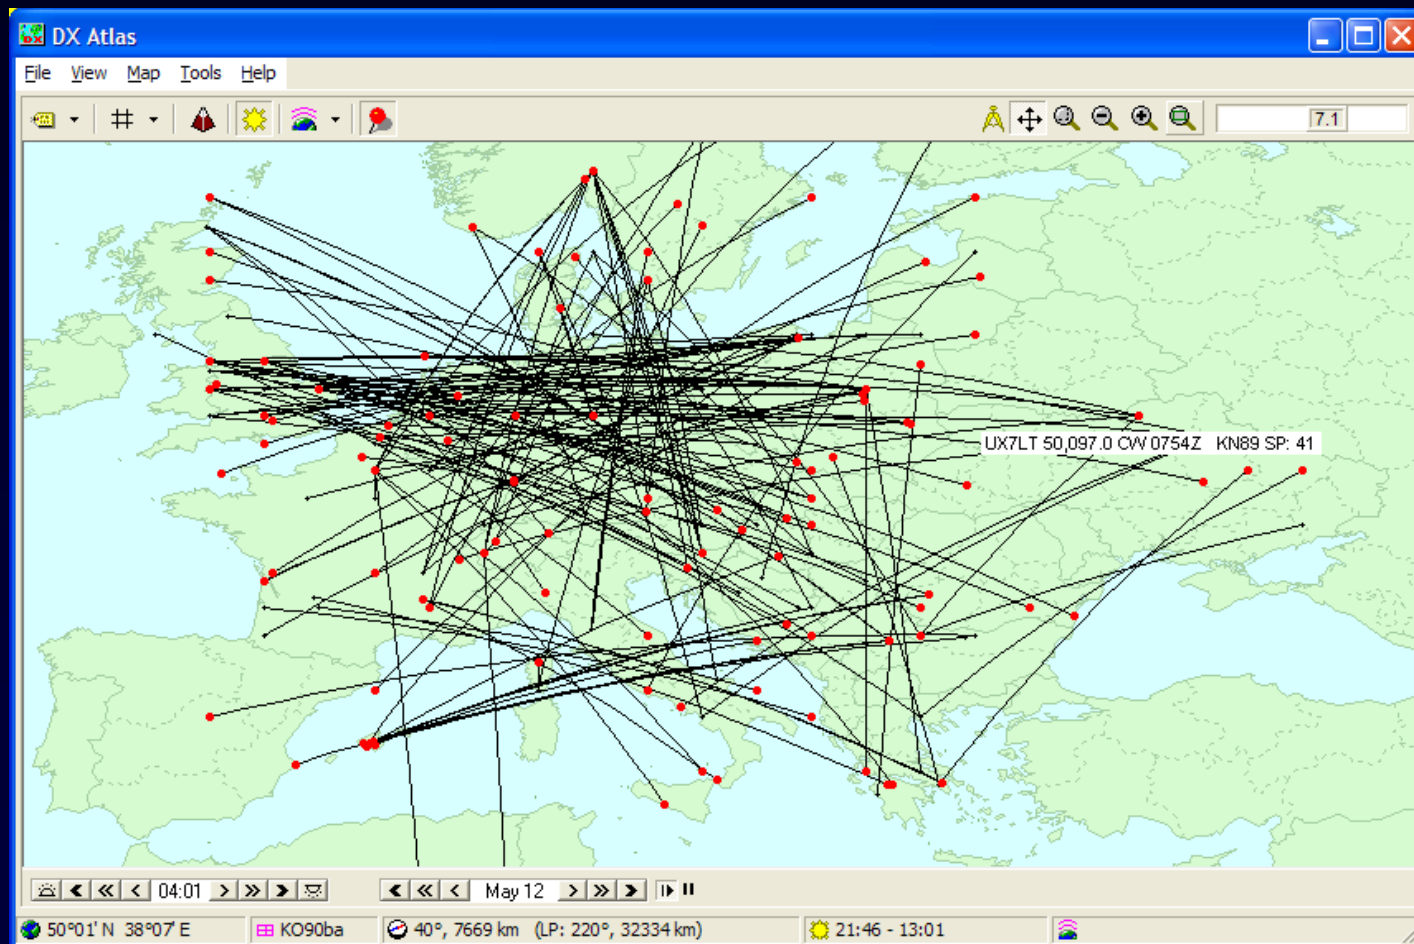 DX Atlas
File View Map Tools Help
7.1
UX7LT 50,097.0 CW 0754Z KN89 SP: 41
04:01 May 12
50°01' N 38°07' E KO90ba 40°, 7669 km (LP: 220°, 32334 km) 21:46 - 13:01